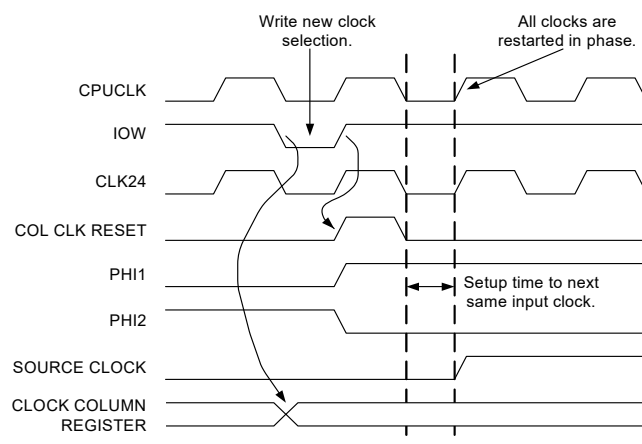 Write new clock
selection.
All clocks are
restarted in phase.
CPUCLK
IOW
CLK24
COL CLK RESET
PHI1
Setup time to next
same input clock.
PHI2
SOURCE CLOCK
CLOCK COLUMN
REGISTER